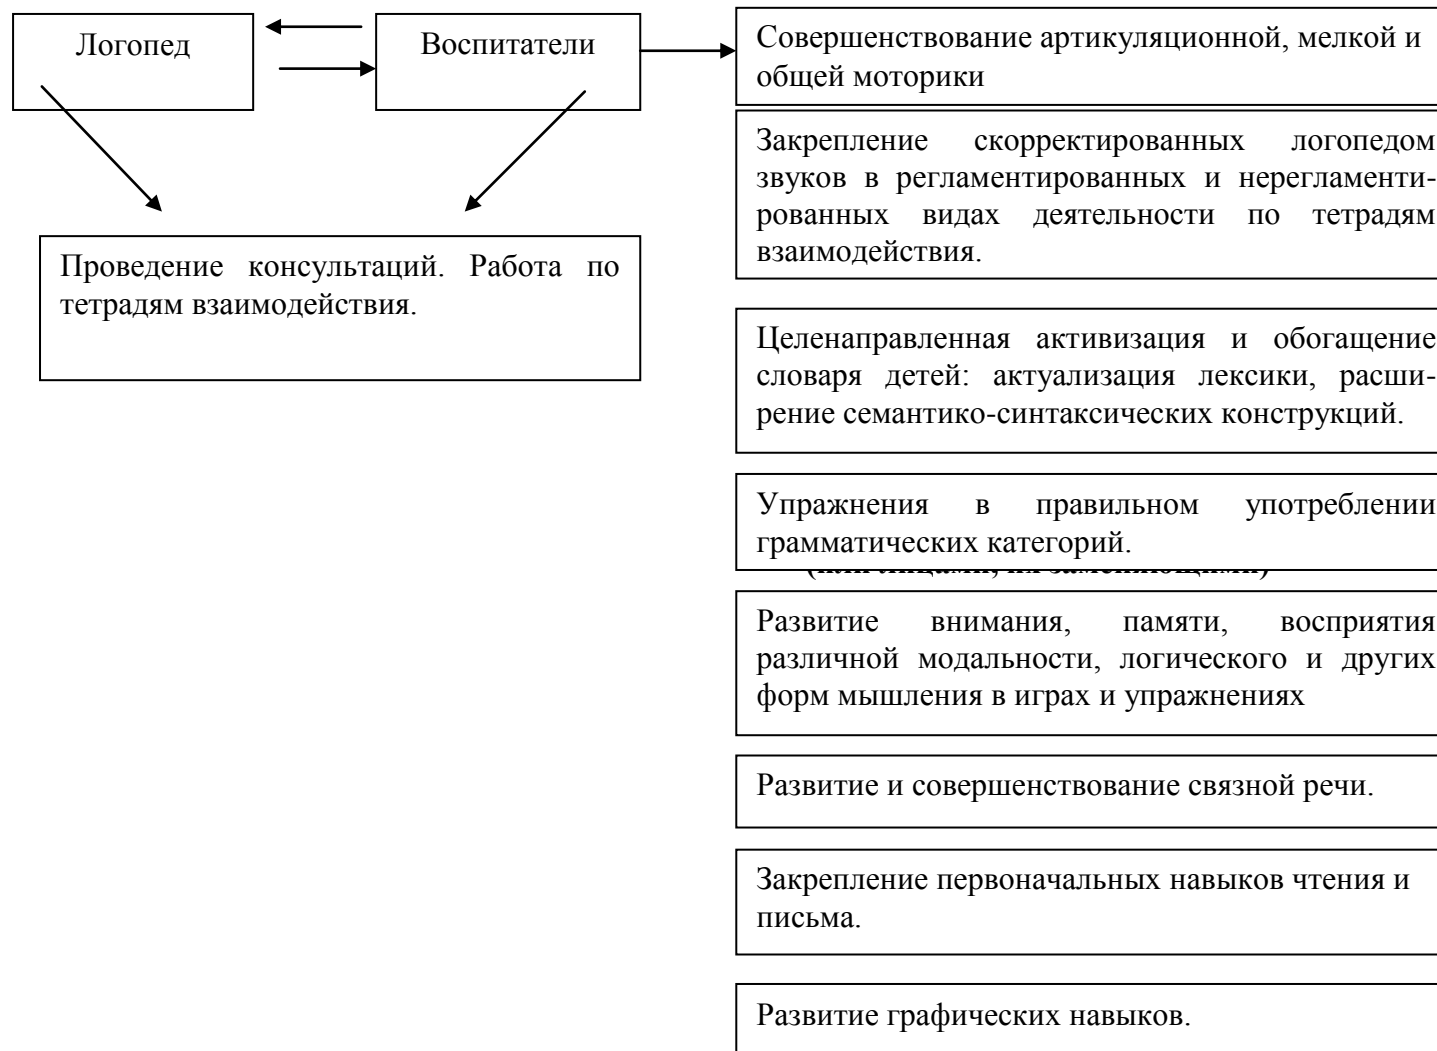 Логопед
Воспитатели
Совершенствование артикуляционной, мелкой и
общей моторики
Закрепление скорректированных логопедом
звуков в регламентированных и нерегламенти-
рованных видах деятельности по тетрадям
взаимодействия.
Проведение консультаций. Работа по
тетрадям взаимодействия.
Целенаправленная активизация и обогащение
словаря детей: актуализация лексики, расши-
рение семантико-синтаксических конструкций.
Упражнения в правильном употреблении
грамматических категорий.
Развитие внимания, памяти, восприятия
различной модальности, логического и других
форм мышления в играх и упражнениях
Развитие и совершенствование связной речи.
Закрепление первоначальных навыков чтения и
письма.
Развитие графических навыков.